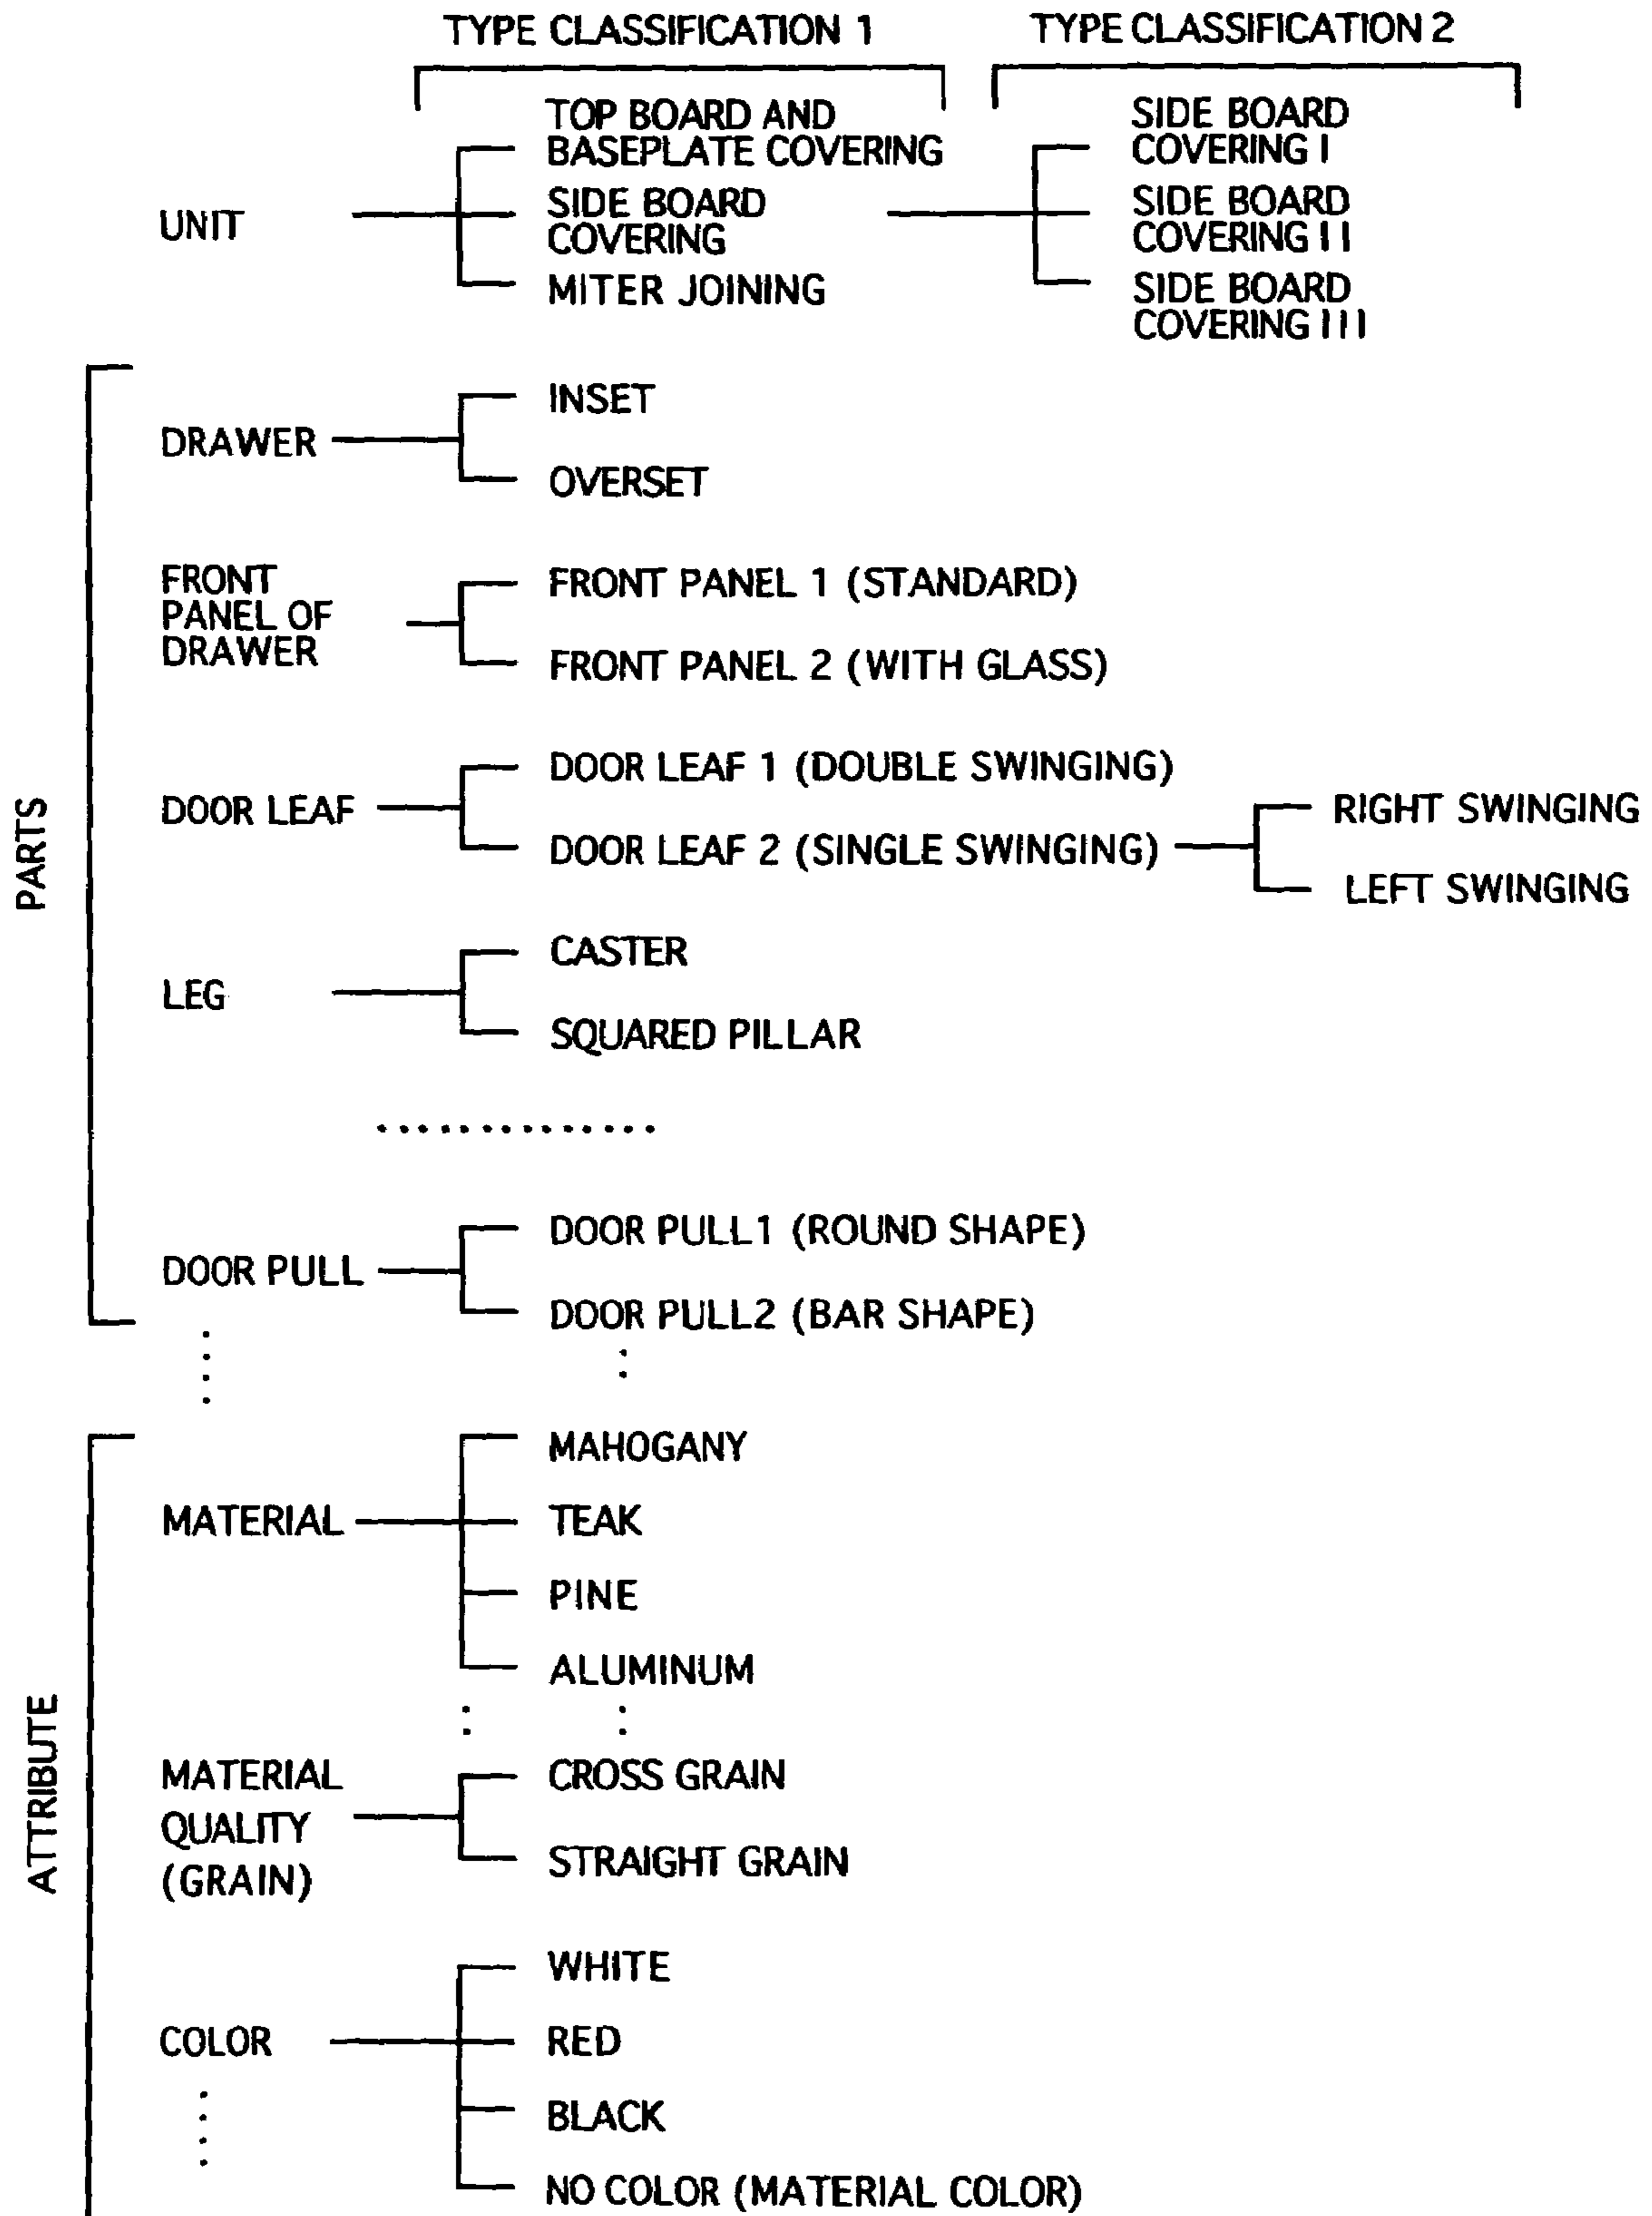 TYPE CLASSIFICATION 1
TYPE CLASSIFICATION 2
UNIT
TOP BOARD AND
BASEPLATE COVERING
SIDE BOARD
COVERING
MITER JOINING
SIDE BOARD
COVERING I
SIDE BOARD
COVERING II
SIDE BOARD
COVERING III
PARTS
DRAWER
INSET
OVERSET
FRONT
PANEL OF
DRAWER
FRONT PANEL 1 (STANDARD)
FRONT PANEL 2 (WITH GLASS)
DOOR LEAF
DOOR LEAF 1 (DOUBLE SWINGING)
DOOR LEAF 2 (SINGLE SWINGING)
RIGHT SWINGING
LEFT SWINGING
LEG
CASTER
SQUARED PILLAR
DOOR PULL
DOOR PULL1 (ROUND SHAPE)
DOOR PULL2 (BAR SHAPE)
ATTRIBUTE
MATERIAL
MAHOGANY
TEAK
PINE
ALUMINUM
MATERIAL
QUALITY
(GRAIN)
CROSS GRAIN
STRAIGHT GRAIN
COLOR
WHITE
RED
BLACK
NO COLOR (MATERIAL COLOR)